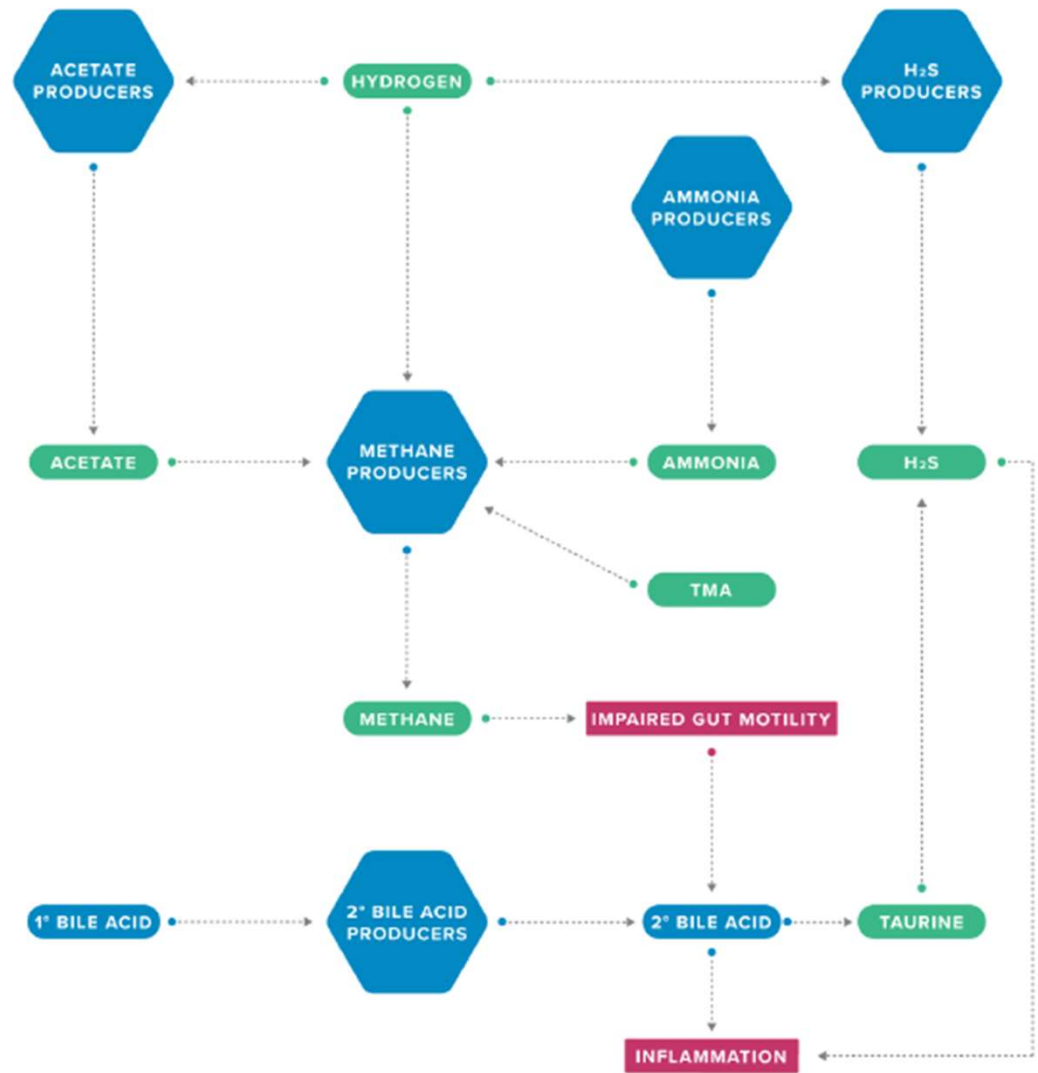 ACETATE
PRODUCERS
HYDROGEN
H₂S
PRODUCERS
AMMONIA
PRODUCERS
ACETATE
METHANE
PRODUCERS
AMMONIA
H₂S
TMA
METHANE
IMPAIRED GUT MOTILITY
1° BILE ACID
2° BILE ACID
PRODUCERS
2° BILE ACID
TAURINE
INFLAMMATION